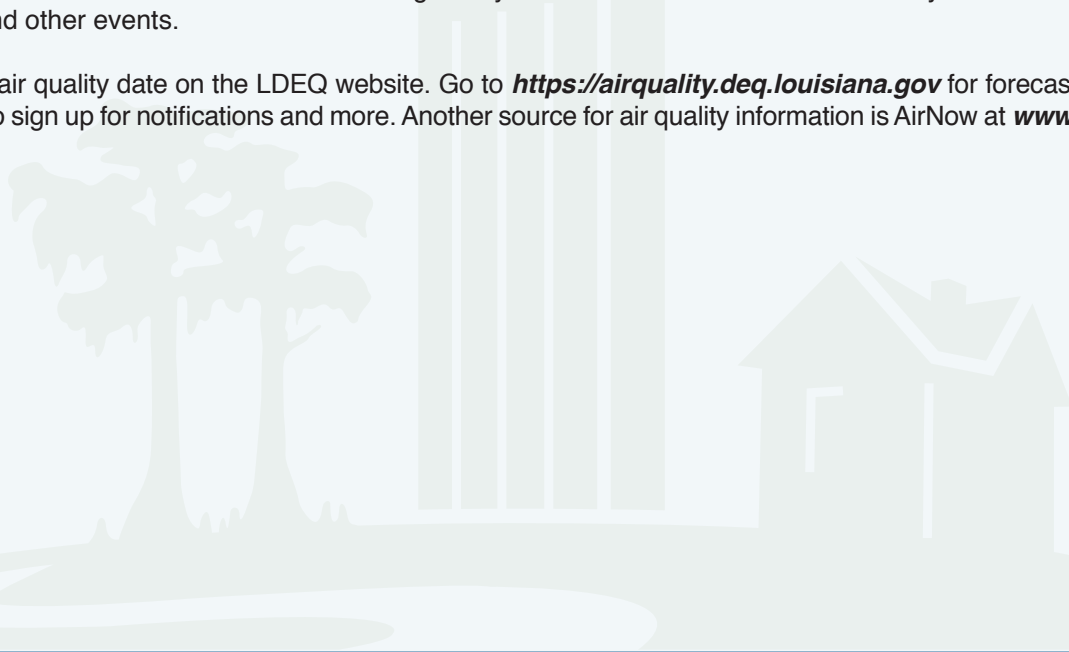 nd other events.
air quality date on the LDEQ website. Go to https://airquality.deq.louisiana.gov for forecas
o sign up for notifications and more. Another source for air quality information is AirNow at www